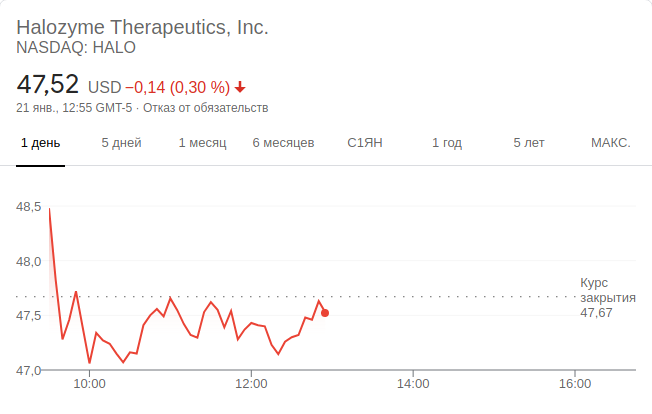 Halozyme Therapeutics, Inc.
NASDAQ: HALO
47,52 USD −0,14 (0,30 %)
21 янв., 12:55 GMT-5 · Отказ от обязательств
1 день 5 дней 1 месяц 6 месяцев С1ЯН 1 год 5 лет МАКС.
48,5
48,0
Курс
закрытия
47,67
47,5
47,0
10:00 12:00 14:00 16:00